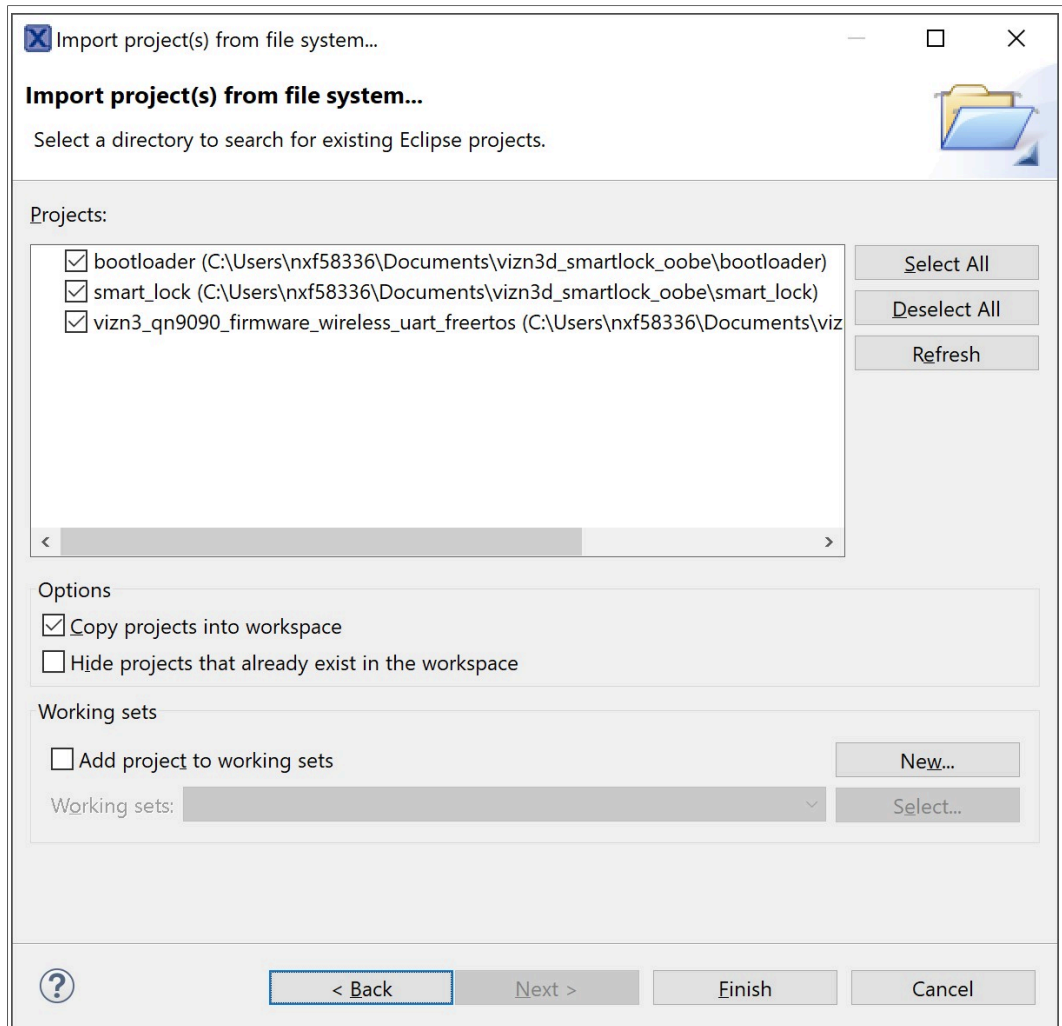 Import project(s) from file system...
Import project(s) from file system...
Select a directory to search for existing Eclipse projects.
Projects:
bootloader (C:\Users\nxf58336\Documents\vizn3d_smartlock_oobe\bootloader)
smart_lock (C:\Users\nxf58336\Documents\vizn3d_smartlock_oobe\smart_lock)
vizn3_qn9090_firmware_wireless_uart_freertos (C:\Users\nxf58336\Documents\viz
Select All
Deselect All
Refresh
Options
Copy projects into workspace
Hide projects that already exist in the workspace
Working sets
Add project to working sets
New...
Working sets:
Select...
?
< Back
Next >
Finish
Cancel